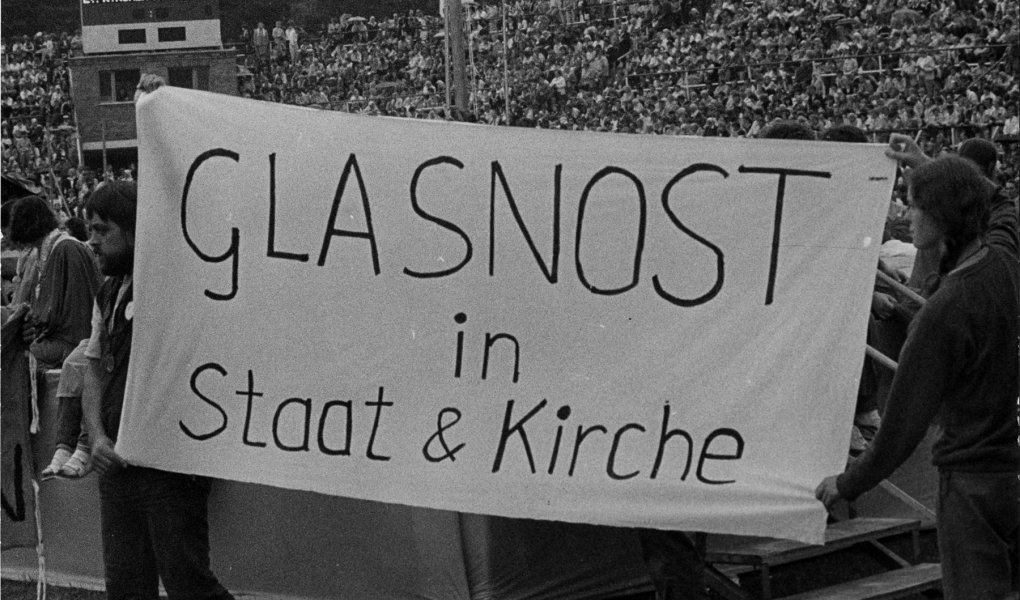 GLASNOST
in
Staat & Kirche